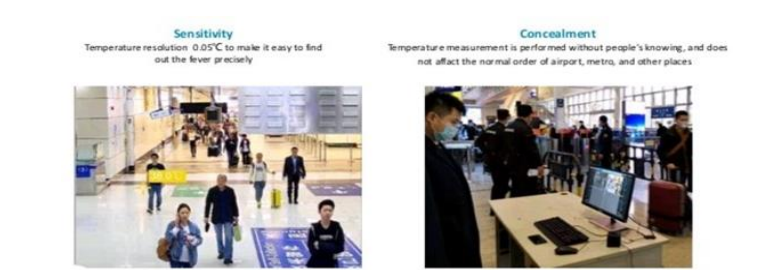 Sensitivity
Temperature resolution 0.05℃ to make it easy to find
out the fever precisely
Concealment
Temperature measurement is performed without people's knowing, and does
not affact the normal order of airport, metro, and other places